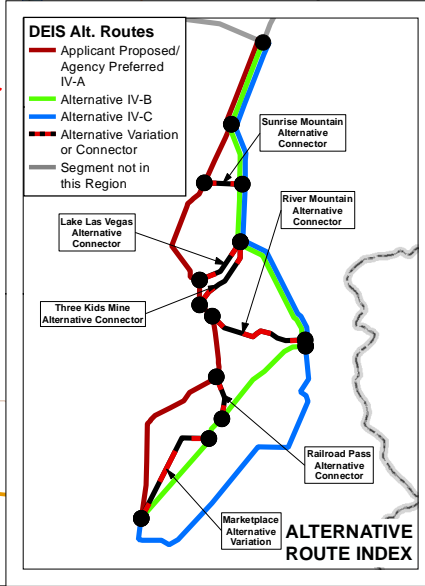 DEIS Alt. Routes
Applicant Proposed/
Agency Preferred
IV-A
Alternative IV-B
Alternative IV-C
Alternative Variation
or Connector
Segment not in
this Region
Sunrise Mountain
Alternative
Connector
River Mountain
Alternative
Connector
Lake Las Vegas
Alternative
Connector
Three Kids Mine
Alternative Connector
Railroad Pass
Alternative
Connector
Marketplace
Alternative
Variation
ALTERNATIVE
ROUTE INDEX